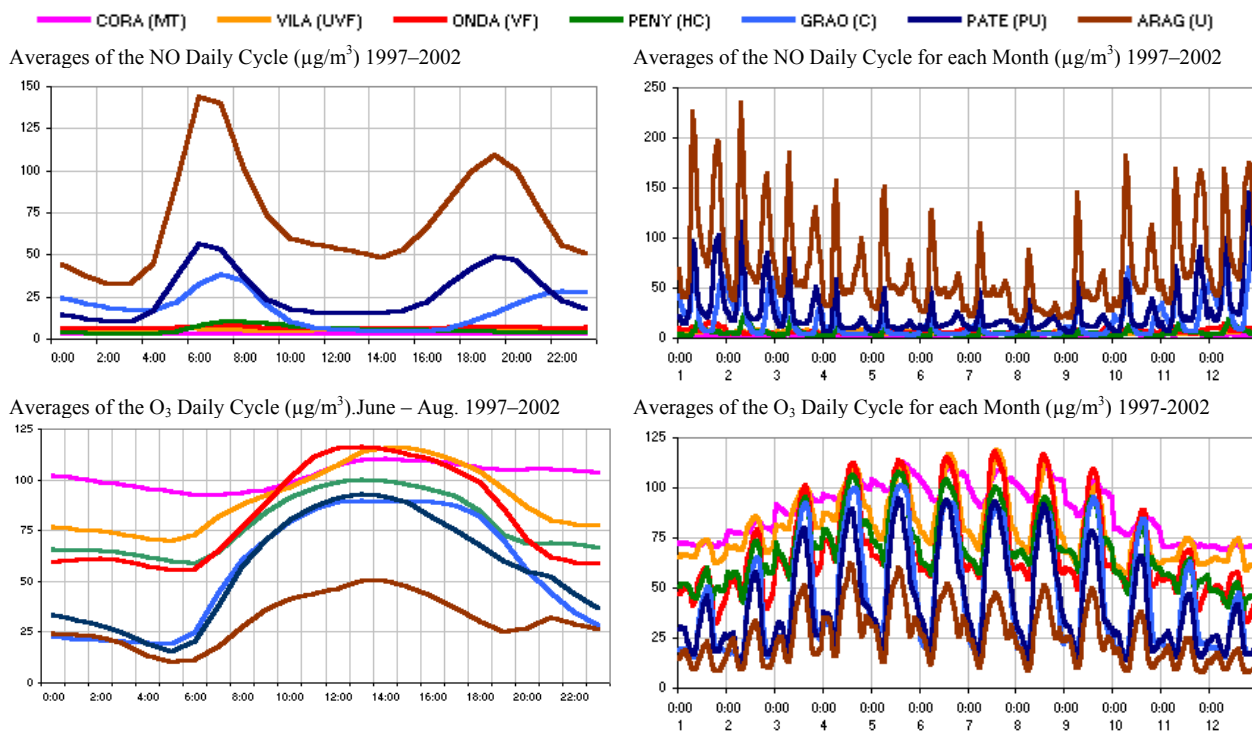 CORA (MT) VILA (UVF) ONDA (VF) PENY (HC) GRAO (C) PATE (PU) ARAG (U)
Averages of the NO Daily Cycle (µg/m³) 1997–2002
150
125
100
75
50
25
0
0:00 2:00 4:00 6:00 8:00 10:00 12:00 14:00 16:00 18:00 20:00 22:00
Averages of the NO Daily Cycle for each Month (µg/m³) 1997–2002
250
200
150
100
50
0
0:00 0:00 0:00 0:00 0:00 0:00 0:00 0:00 0:00 0:00 0:00 0:00
1 2 3 4 5 6 7 8 9 10 11 12
Averages of the O₃ Daily Cycle (µg/m³).June – Aug. 1997–2002
125
100
75
50
25
0
0:00 2:00 4:00 6:00 8:00 10:00 12:00 14:00 16:00 18:00 20:00 22:00
Averages of the O₃ Daily Cycle for each Month (µg/m³) 1997-2002
125
100
75
50
25
0
0:00 0:00 0:00 0:00 0:00 0:00 0:00 0:00 0:00 0:00 0:00 0:00
1 2 3 4 5 6 7 8 9 10 11 12